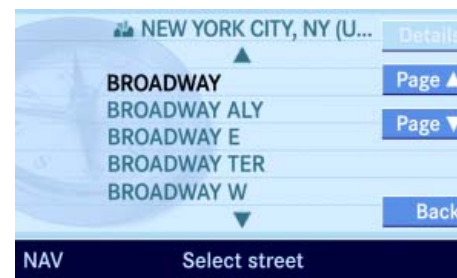 NEW YORK CITY, NY (U...
Details
BROADWAY
Page ▲
BROADWAY ALY
BROADWAY E
Page ▼
BROADWAY TER
BROADWAY W
Back
NAV Select street